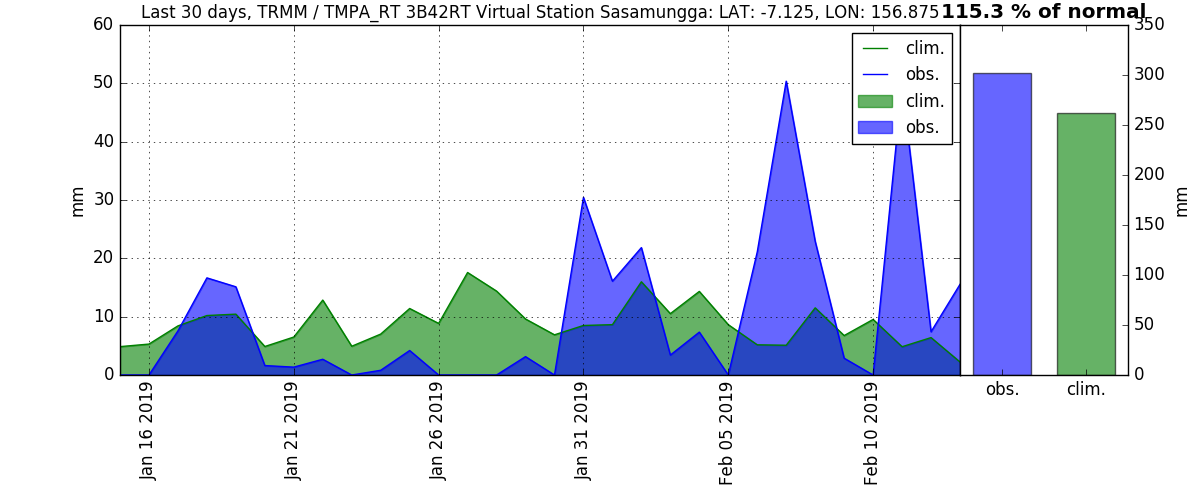 Last 30 days, TRMM / TMPA_RT 3B42RT Virtual Station Sasamungga: LAT: -7.125, LON: 156.875
115.3 % of normal
60
50
40
30
20
10
0
mm
clim.
obs.
clim.
obs.
Jan 16 2019
Jan 21 2019
Jan 26 2019
Jan 31 2019
Feb 05 2019
Feb 10 2019
350
300
250
200
150
100
50
0
mm
obs.
clim.